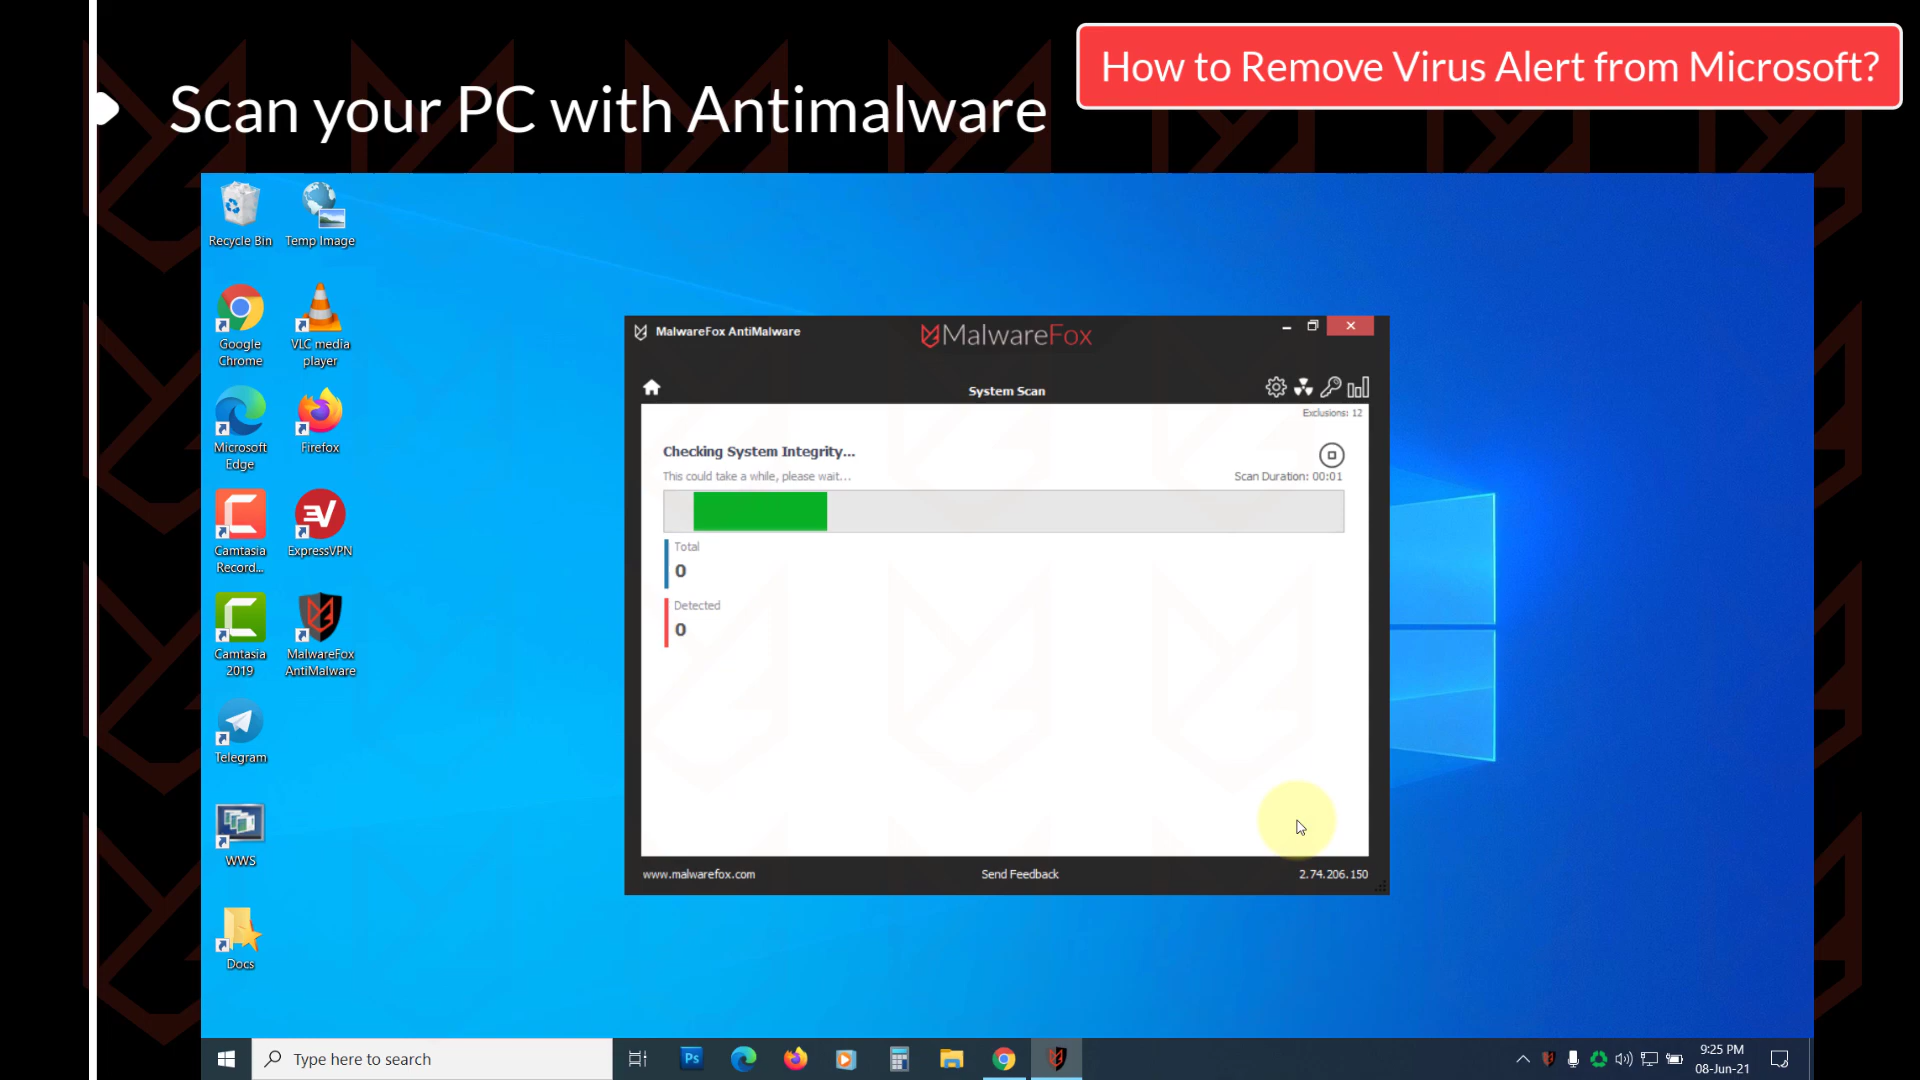 How to Remove Virus Alert from Microsoft?
Scan your PC with Antimalware
Recycle Bin
Temp Image
Google
Chrome
VLC media
player
Microsoft
Edge
Firefox
Camtasia
Record...
ExpressVPN
Camtasia
2019
MalwareFox
AntiMalware
Telegram
WWS
Docs
MalwareFox AntiMalware
MalwareFox
System Scan
Exclusions: 12
Checking System Integrity...
This could take a while, please wait...
Scan Duration: 00:01
Total
0
Detected
0
www.malwarefox.com
Send Feedback
2.74.206.150
Type here to search
Ps
9:25 PM
08-Jun-21